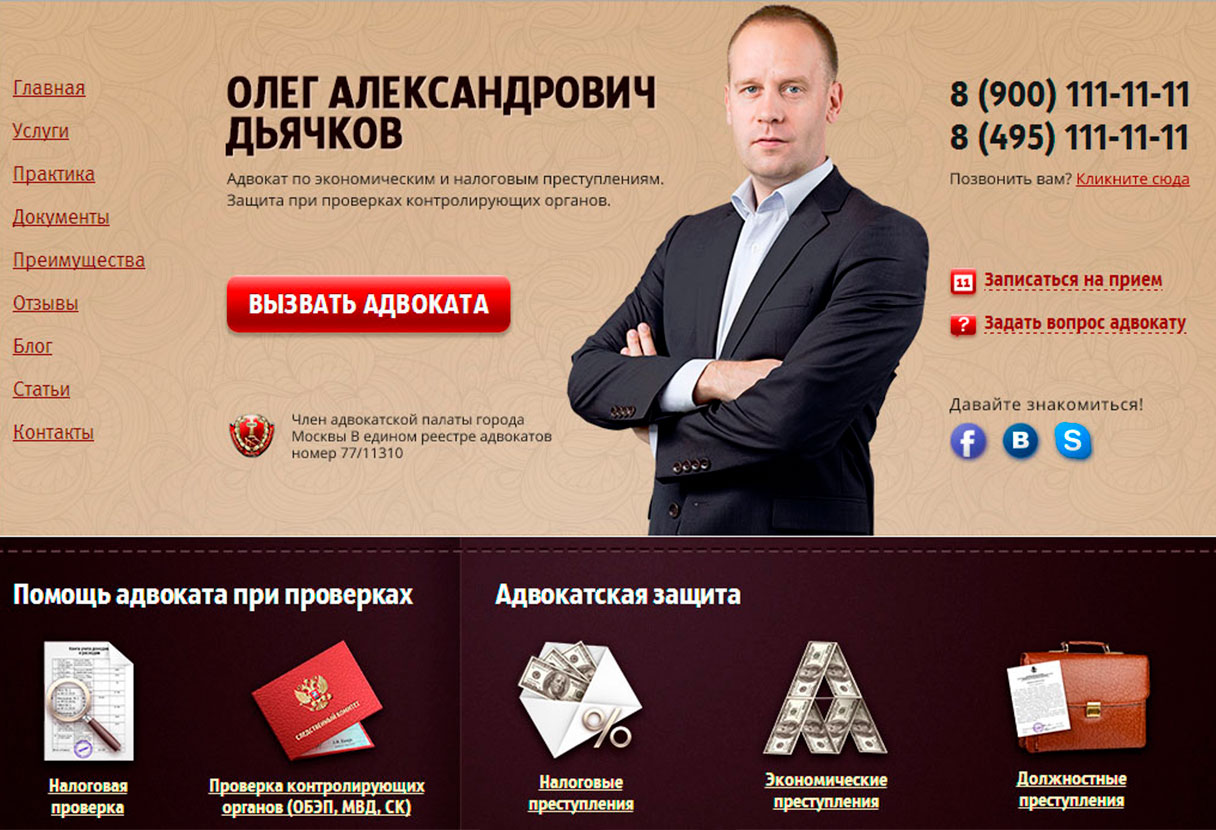 Главная
Услуги
Практика
Документы
Преимущества
Отзывы
Блог
Статьи
Контакты
ОЛЕГ АЛЕКСАНДРОВИЧ
ДЬЯЧКОВ
Адвокат по экономическим и налоговым преступлениям.
Защита при проверках контролирующих органов.
ВЫЗВАТЬ АДВОКАТА
Член адвокатской палаты города
Москвы В едином реестре адвокатов
номер 77/11310
8 (900) 111-11-11
8 (495) 111-11-11
Позвонить вам? Кликните сюда
11 Записаться на прием
? Задать вопрос адвокату
Давайте знакомиться!
f В S
Помощь адвоката при проверках
СЛЕДСТВЕННЫЙ КОМИТЕТ
Налоговая
проверка
Проверка контролирующих
органов (ОБЭП, МВД, СК)
Адвокатская защита
%
Налоговые
преступления
Экономические
преступления
Должностные
преступления